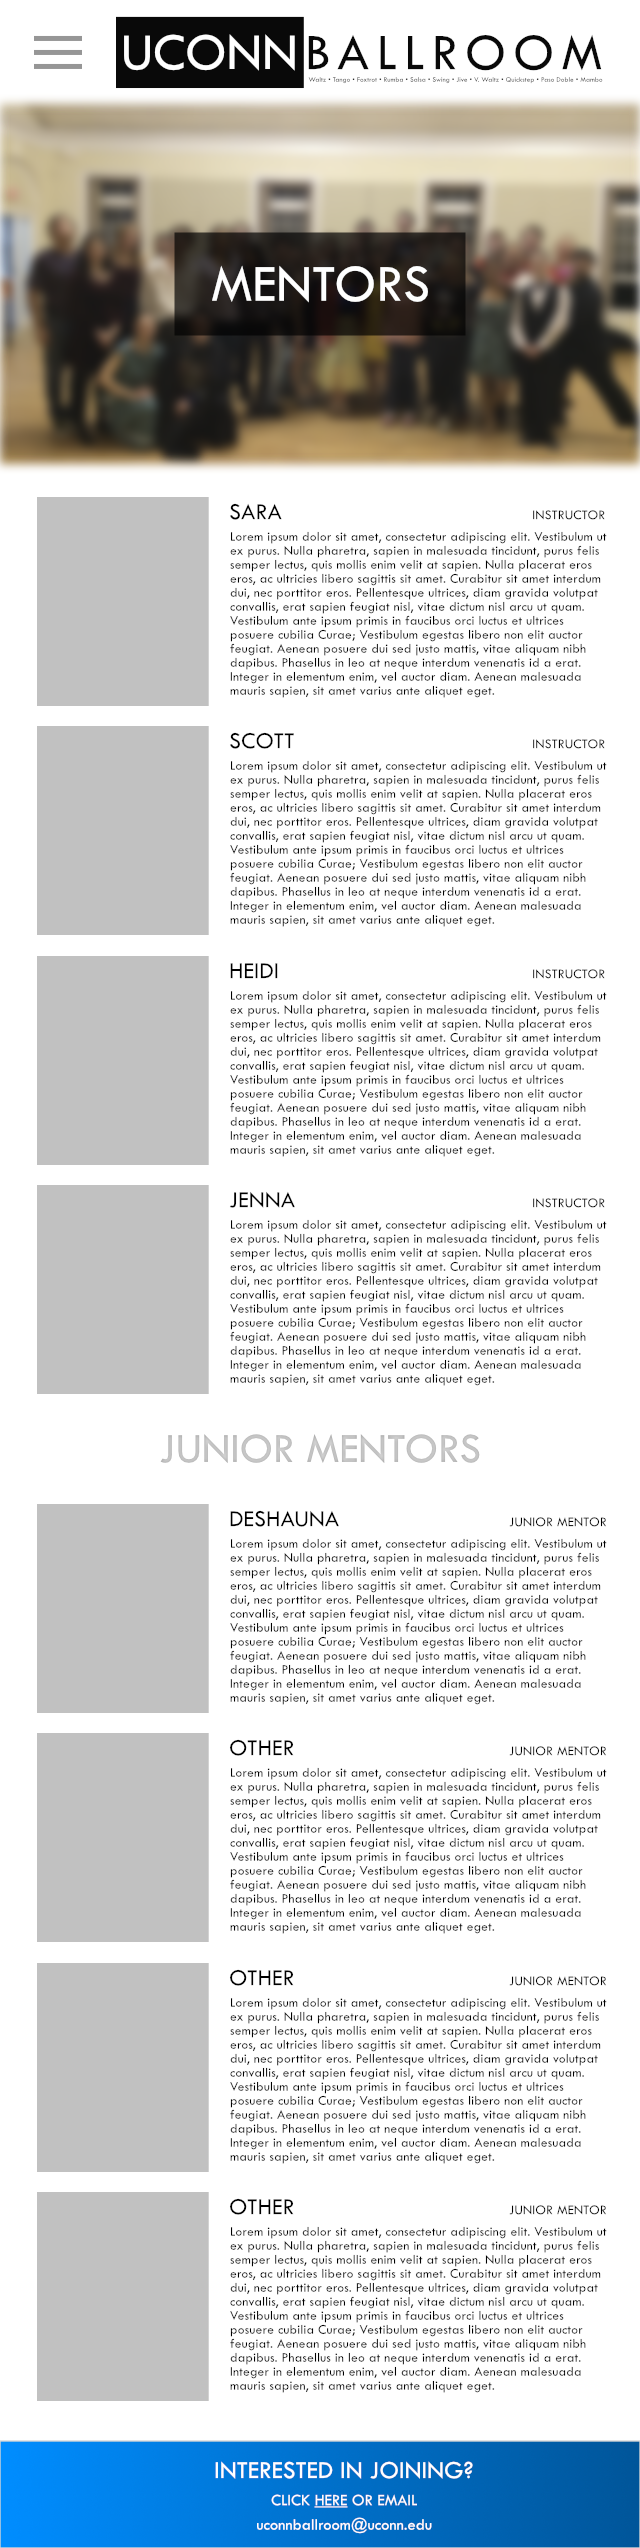 UCONNBALLROOM
Waltz • Tango • Foxtrot • Rumba • Salsa • Swing • Jive • V. Waltz • Quickstep • Paso Doble • Mambo
MENTORS
SARA INSTRUCTOR
Lorem ipsum dolor sit amet, consectetur adipiscing elit. Vestibulum ut
ex purus. Nulla pharetra, sapien in malesuada tincidunt, purus felis
semper lectus, quis mollis enim velit at sapien. Nulla placerat eros
eros, ac ultricies libero sagittis sit amet. Curabitur sit amet interdum
dui, nec porttitor eros. Pellentesque ultrices, diam gravida volutpat
convallis, erat sapien feugiat nisl, vitae dictum nisl arcu ut quam.
Vestibulum ante ipsum primis in faucibus orci luctus et ultrices
posuere cubilia Curae; Vestibulum egestas libero non elit auctor
feugiat. Aenean posuere dui sed justo mattis, vitae aliquam nibh
dapibus. Phasellus in leo at neque interdum venenatis id a erat.
Integer in elementum enim, vel auctor diam. Aenean malesuada
mauris sapien, sit amet varius ante aliquet eget.
SCOTT INSTRUCTOR
Lorem ipsum dolor sit amet, consectetur adipiscing elit. Vestibulum ut
ex purus. Nulla pharetra, sapien in malesuada tincidunt, purus felis
semper lectus, quis mollis enim velit at sapien. Nulla placerat eros
eros, ac ultricies libero sagittis sit amet. Curabitur sit amet interdum
dui, nec porttitor eros. Pellentesque ultrices, diam gravida volutpat
convallis, erat sapien feugiat nisl, vitae dictum nisl arcu ut quam.
Vestibulum ante ipsum primis in faucibus orci luctus et ultrices
posuere cubilia Curae; Vestibulum egestas libero non elit auctor
feugiat. Aenean posuere dui sed justo mattis, vitae aliquam nibh
dapibus. Phasellus in leo at neque interdum venenatis id a erat.
Integer in elementum enim, vel auctor diam. Aenean malesuada
mauris sapien, sit amet varius ante aliquet eget.
HEIDI INSTRUCTOR
Lorem ipsum dolor sit amet, consectetur adipiscing elit. Vestibulum ut
ex purus. Nulla pharetra, sapien in malesuada tincidunt, purus felis
semper lectus, quis mollis enim velit at sapien. Nulla placerat eros
eros, ac ultricies libero sagittis sit amet. Curabitur sit amet interdum
dui, nec porttitor eros. Pellentesque ultrices, diam gravida volutpat
convallis, erat sapien feugiat nisl, vitae dictum nisl arcu ut quam.
Vestibulum ante ipsum primis in faucibus orci luctus et ultrices
posuere cubilia Curae; Vestibulum egestas libero non elit auctor
feugiat. Aenean posuere dui sed justo mattis, vitae aliquam nibh
dapibus. Phasellus in leo at neque interdum venenatis id a erat.
Integer in elementum enim, vel auctor diam. Aenean malesuada
mauris sapien, sit amet varius ante aliquet eget.
JENNA INSTRUCTOR
Lorem ipsum dolor sit amet, consectetur adipiscing elit. Vestibulum ut
ex purus. Nulla pharetra, sapien in malesuada tincidunt, purus felis
semper lectus, quis mollis enim velit at sapien. Nulla placerat eros
eros, ac ultricies libero sagittis sit amet. Curabitur sit amet interdum
dui, nec porttitor eros. Pellentesque ultrices, diam gravida volutpat
convallis, erat sapien feugiat nisl, vitae dictum nisl arcu ut quam.
Vestibulum ante ipsum primis in faucibus orci luctus et ultrices
posuere cubilia Curae; Vestibulum egestas libero non elit auctor
feugiat. Aenean posuere dui sed justo mattis, vitae aliquam nibh
dapibus. Phasellus in leo at neque interdum venenatis id a erat.
Integer in elementum enim, vel auctor diam. Aenean malesuada
mauris sapien, sit amet varius ante aliquet eget.
JUNIOR MENTORS
DESHAUNA JUNIOR MENTOR
Lorem ipsum dolor sit amet, consectetur adipiscing elit. Vestibulum ut
ex purus. Nulla pharetra, sapien in malesuada tincidunt, purus felis
semper lectus, quis mollis enim velit at sapien. Nulla placerat eros
eros, ac ultricies libero sagittis sit amet. Curabitur sit amet interdum
dui, nec porttitor eros. Pellentesque ultrices, diam gravida volutpat
convallis, erat sapien feugiat nisl, vitae dictum nisl arcu ut quam.
Vestibulum ante ipsum primis in faucibus orci luctus et ultrices
posuere cubilia Curae; Vestibulum egestas libero non elit auctor
feugiat. Aenean posuere dui sed justo mattis, vitae aliquam nibh
dapibus. Phasellus in leo at neque interdum venenatis id a erat.
Integer in elementum enim, vel auctor diam. Aenean malesuada
mauris sapien, sit amet varius ante aliquet eget.
OTHER JUNIOR MENTOR
Lorem ipsum dolor sit amet, consectetur adipiscing elit. Vestibulum ut
ex purus. Nulla pharetra, sapien in malesuada tincidunt, purus felis
semper lectus, quis mollis enim velit at sapien. Nulla placerat eros
eros, ac ultricies libero sagittis sit amet. Curabitur sit amet interdum
dui, nec porttitor eros. Pellentesque ultrices, diam gravida volutpat
convallis, erat sapien feugiat nisl, vitae dictum nisl arcu ut quam.
Vestibulum ante ipsum primis in faucibus orci luctus et ultrices
posuere cubilia Curae; Vestibulum egestas libero non elit auctor
feugiat. Aenean posuere dui sed justo mattis, vitae aliquam nibh
dapibus. Phasellus in leo at neque interdum venenatis id a erat.
Integer in elementum enim, vel auctor diam. Aenean malesuada
mauris sapien, sit amet varius ante aliquet eget.
OTHER JUNIOR MENTOR
Lorem ipsum dolor sit amet, consectetur adipiscing elit. Vestibulum ut
ex purus. Nulla pharetra, sapien in malesuada tincidunt, purus felis
semper lectus, quis mollis enim velit at sapien. Nulla placerat eros
eros, ac ultricies libero sagittis sit amet. Curabitur sit amet interdum
dui, nec porttitor eros. Pellentesque ultrices, diam gravida volutpat
convallis, erat sapien feugiat nisl, vitae dictum nisl arcu ut quam.
Vestibulum ante ipsum primis in faucibus orci luctus et ultrices
posuere cubilia Curae; Vestibulum egestas libero non elit auctor
feugiat. Aenean posuere dui sed justo mattis, vitae aliquam nibh
dapibus. Phasellus in leo at neque interdum venenatis id a erat.
Integer in elementum enim, vel auctor diam. Aenean malesuada
mauris sapien, sit amet varius ante aliquet eget.
OTHER JUNIOR MENTOR
Lorem ipsum dolor sit amet, consectetur adipiscing elit. Vestibulum ut
ex purus. Nulla pharetra, sapien in malesuada tincidunt, purus felis
semper lectus, quis mollis enim velit at sapien. Nulla placerat eros
eros, ac ultricies libero sagittis sit amet. Curabitur sit amet interdum
dui, nec porttitor eros. Pellentesque ultrices, diam gravida volutpat
convallis, erat sapien feugiat nisl, vitae dictum nisl arcu ut quam.
Vestibulum ante ipsum primis in faucibus orci luctus et ultrices
posuere cubilia Curae; Vestibulum egestas libero non elit auctor
feugiat. Aenean posuere dui sed justo mattis, vitae aliquam nibh
dapibus. Phasellus in leo at neque interdum venenatis id a erat.
Integer in elementum enim, vel auctor diam. Aenean malesuada
mauris sapien, sit amet varius ante aliquet eget.
INTERESTED IN JOINING?
CLICK HERE OR EMAIL
uconnballroom@uconn.edu